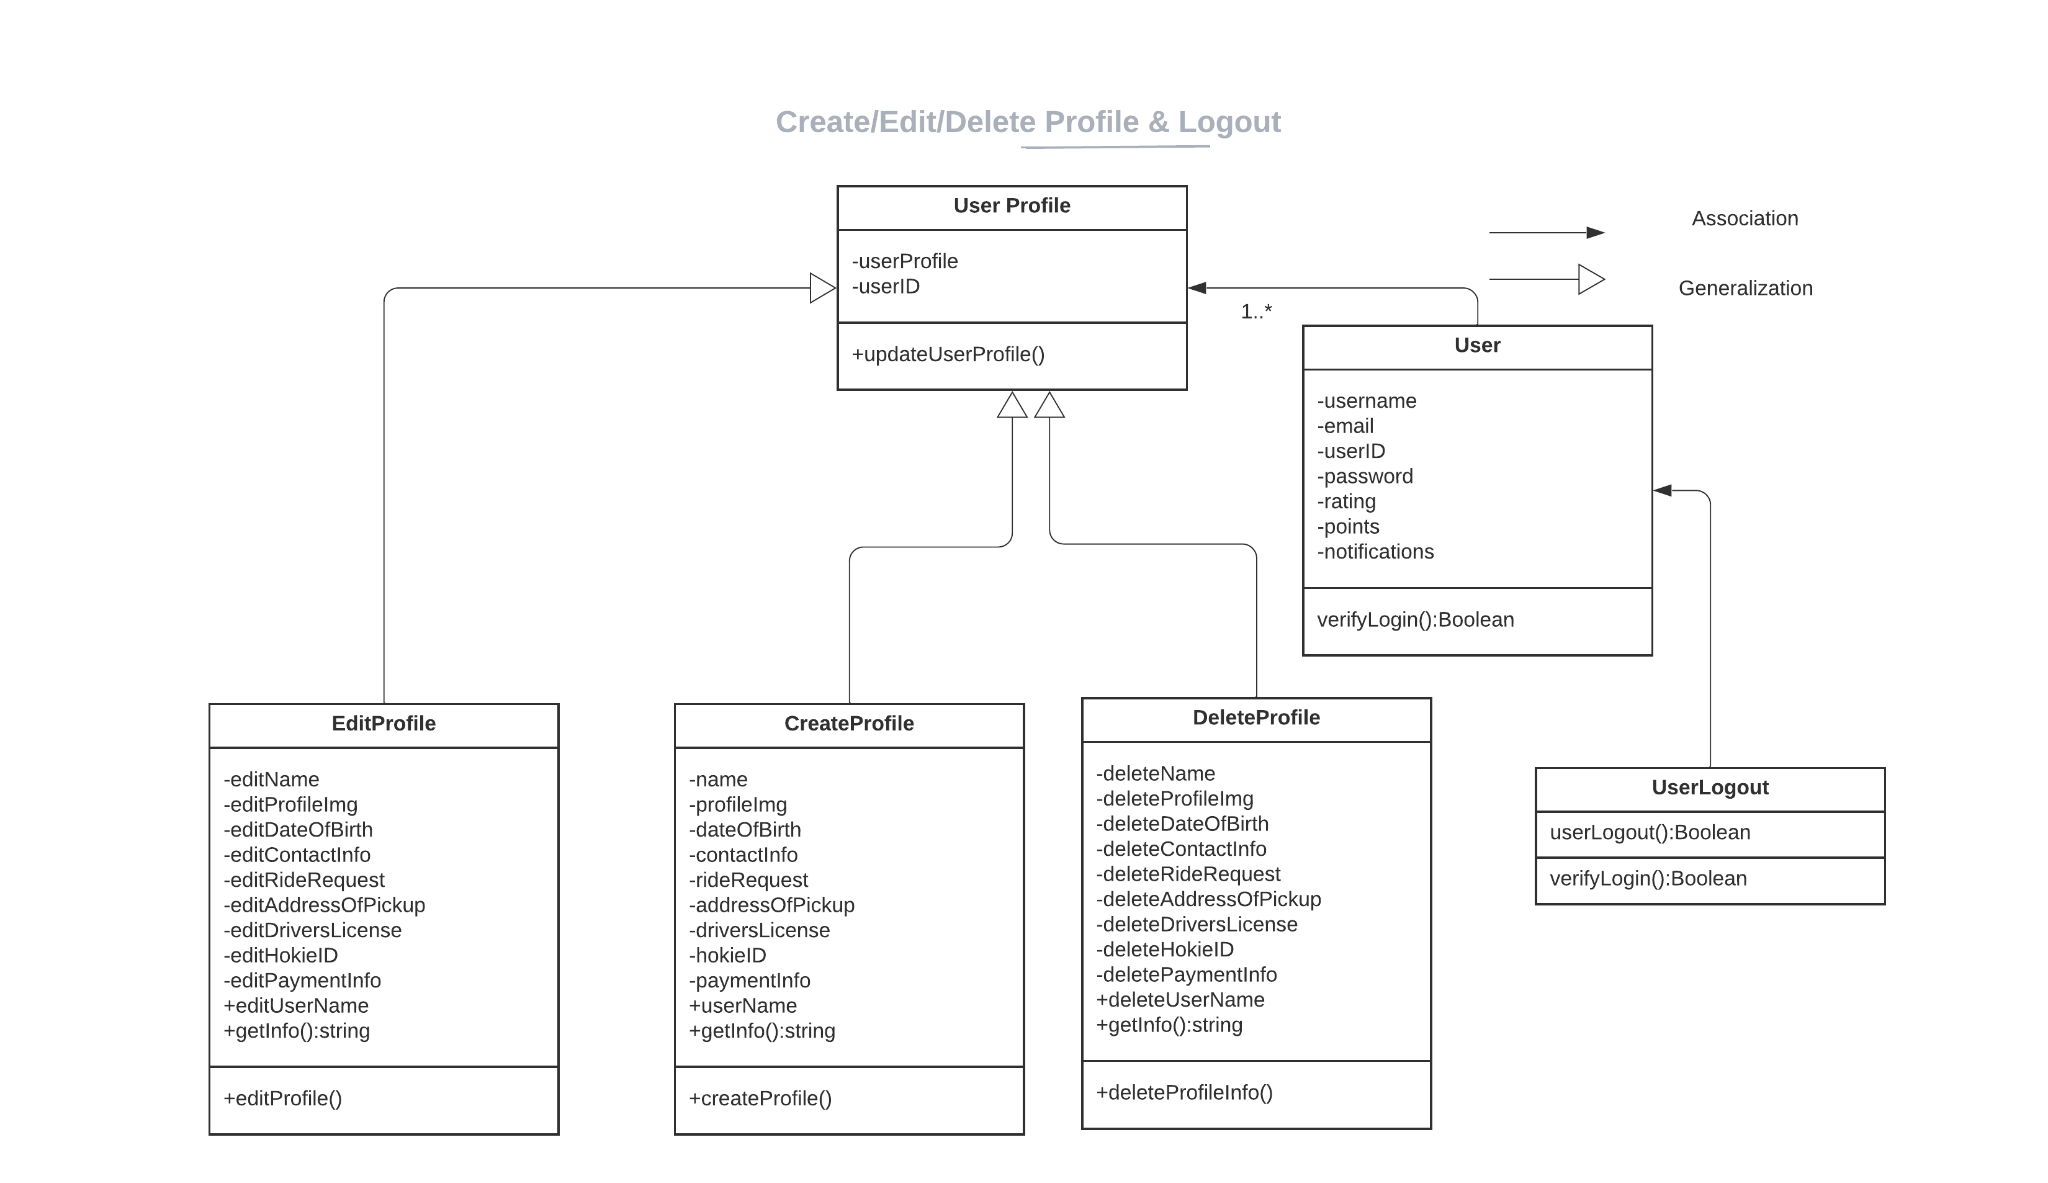 Create/Edit/Delete Profile & Logout
User Profile
-userProfile
-userID
+updateUserProfile()
Association
Generalization
1..*
User
-username
-email
-userID
-password
-rating
-points
-notifications
verifyLogin():Boolean
EditProfile
-editName
-editProfileImg
-editDateOfBirth
-editContactInfo
-editRideRequest
-editAddressOfPickup
-editDriversLicense
-editHokieID
-editPaymentInfo
+editUserName
+getInfo():string
+editProfile()
CreateProfile
-name
-profileImg
-dateOfBirth
-contactInfo
-rideRequest
-addressOfPickup
-driversLicense
-hokieID
-paymentInfo
+userName
+getInfo():string
+createProfile()
DeleteProfile
-deleteName
-deleteProfileImg
-deleteDateOfBirth
-deleteContactInfo
-deleteRideRequest
-deleteAddressOfPickup
-deleteDriversLicense
-deleteHokieID
-deletePaymentInfo
+deleteUserName
+getInfo():string
+deleteProfileInfo()
UserLogout
userLogout():Boolean
verifyLogin():Boolean